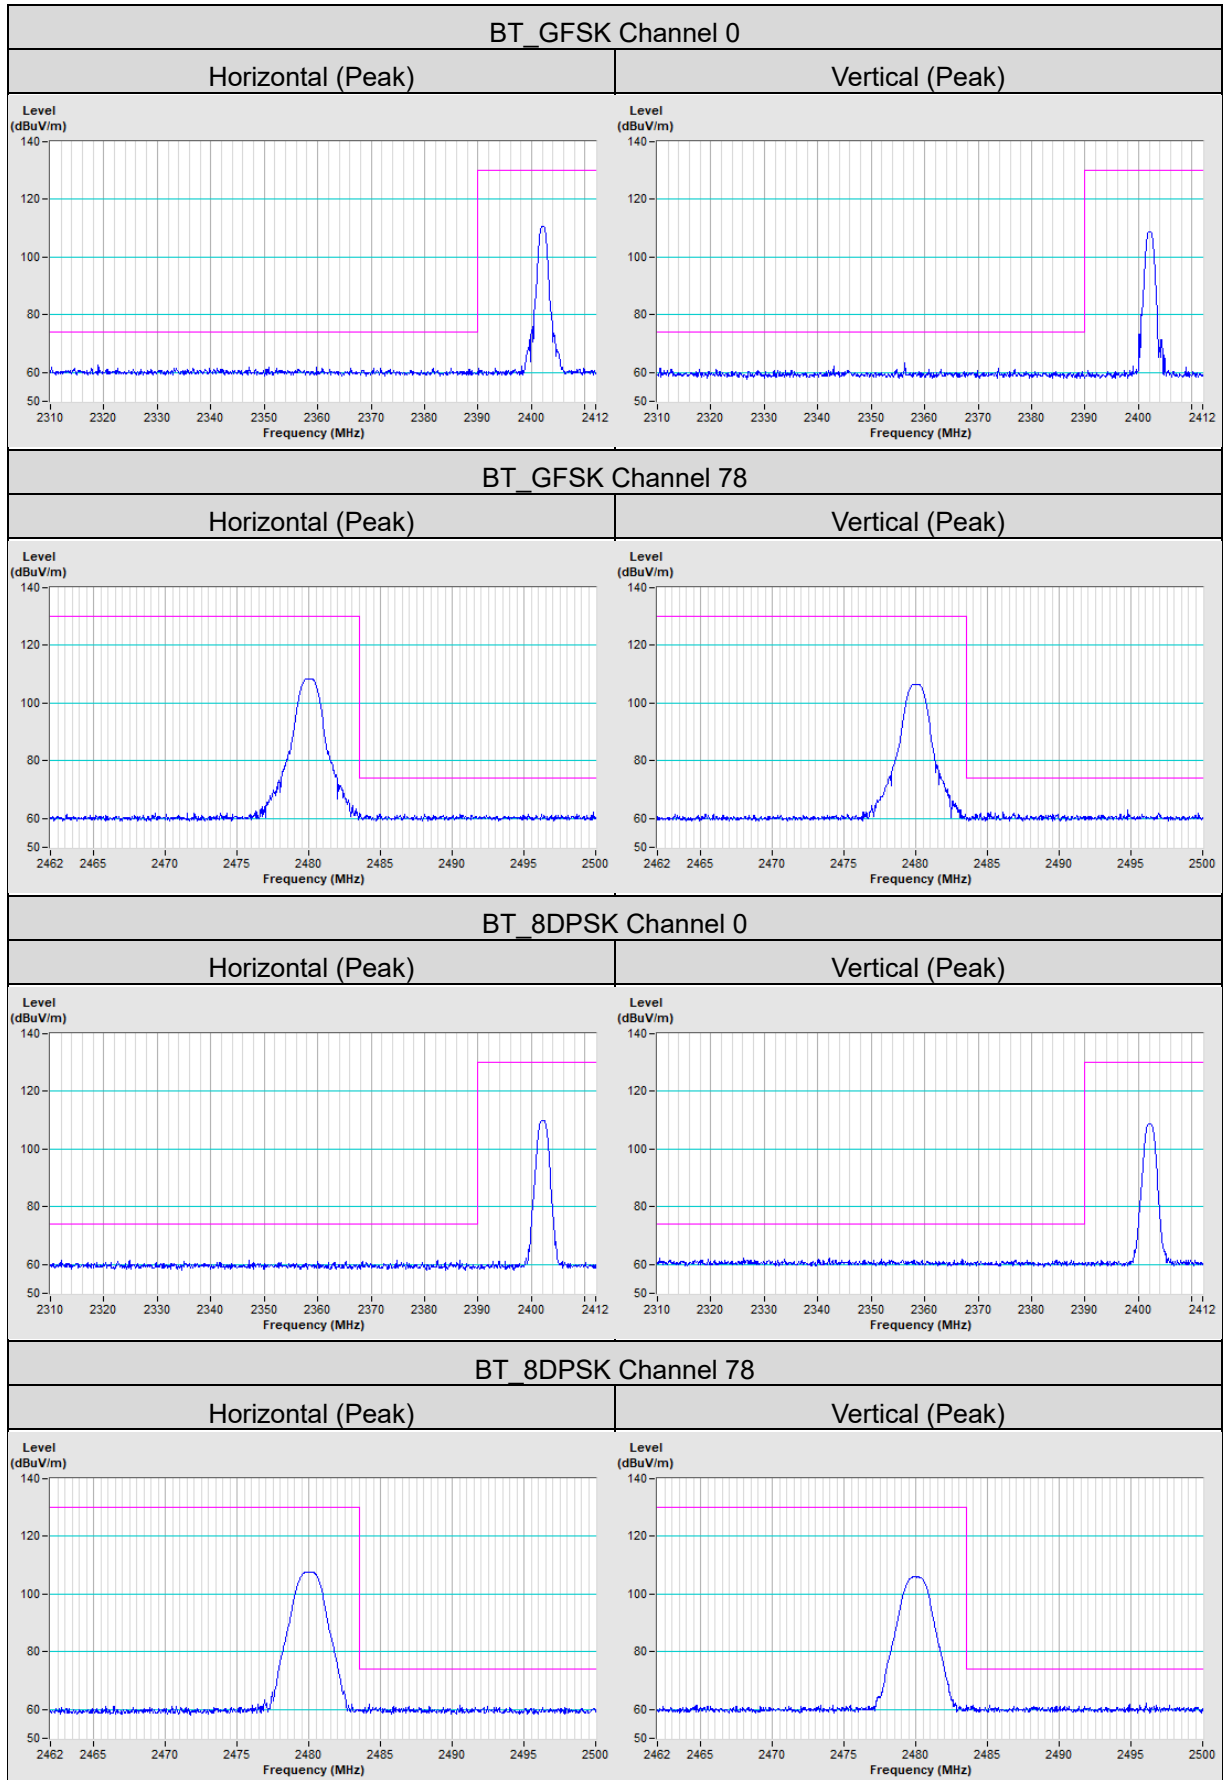 BT_GFSK Channel 0
Horizontal (Peak)
Vertical (Peak)
Level
(dBuV/m)
140
120
100
80
60
50
2310 2320 2330 2340 2350 2360 2370 2380 2390 2400 2412
Frequency (MHz)
Level
(dBuV/m)
140
120
100
80
60
50
2310 2320 2330 2340 2350 2360 2370 2380 2390 2400 2412
Frequency (MHz)
BT_GFSK Channel 78
Horizontal (Peak)
Vertical (Peak)
Level
(dBuV/m)
140
120
100
80
60
50
2462 2465 2470 2475 2480 2485 2490 2495 2500
Frequency (MHz)
Level
(dBuV/m)
140
120
100
80
60
50
2462 2465 2470 2475 2480 2485 2490 2495 2500
Frequency (MHz)
BT_8DPSK Channel 0
Horizontal (Peak)
Vertical (Peak)
Level
(dBuV/m)
140
120
100
80
60
50
2310 2320 2330 2340 2350 2360 2370 2380 2390 2400 2412
Frequency (MHz)
Level
(dBuV/m)
140
120
100
80
60
50
2310 2320 2330 2340 2350 2360 2370 2380 2390 2400 2412
Frequency (MHz)
BT_8DPSK Channel 78
Horizontal (Peak)
Vertical (Peak)
Level
(dBuV/m)
140
120
100
80
60
50
2462 2465 2470 2475 2480 2485 2490 2495 2500
Frequency (MHz)
Level
(dBuV/m)
140
120
100
80
60
50
2462 2465 2470 2475 2480 2485 2490 2495 2500
Frequency (MHz)